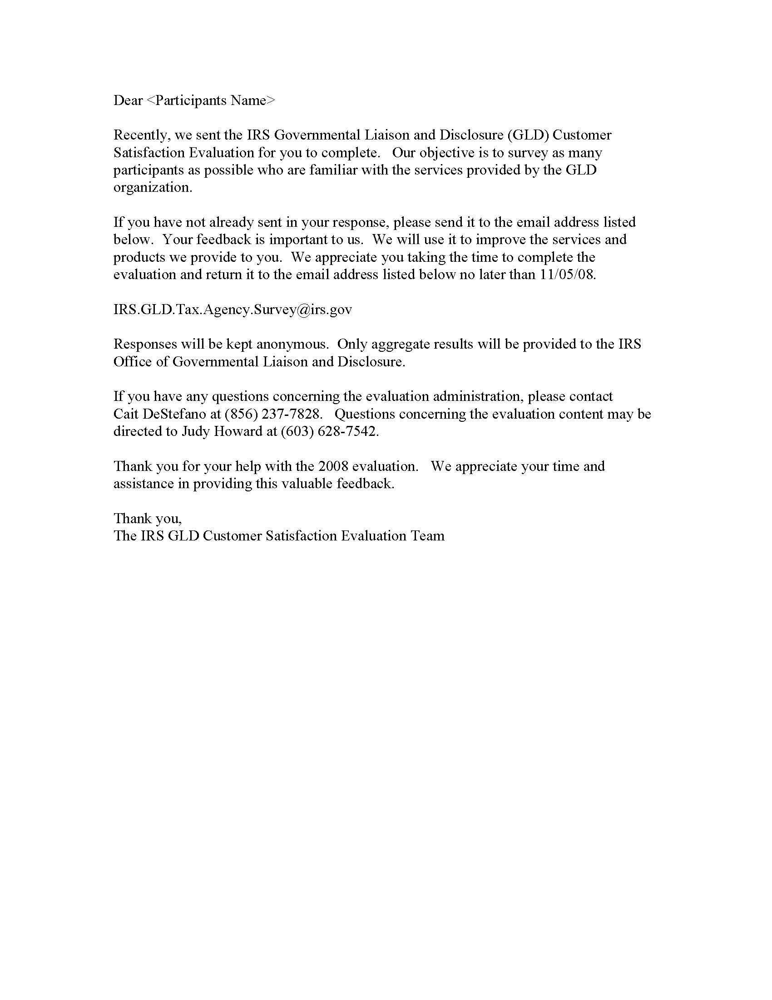 Dear <Participants Name>
Recently, we sent the IRS Governmental Liaison and Disclosure (GLD) Customer
Satisfaction Evaluation for you to complete.   Our objective is to survey as many
participants as possible who are familiar with the services provided by the GLD
organization.
If you have not already sent in your response, please send it to the email address listed
below.  Your feedback is important to us.  We will use it to improve the services and
products we provide to you.  We appreciate you taking the time to complete the
evaluation and return it to the email address listed below no later than 11/05/08.
IRS.GLD.Tax.Agency.Survey@irs.gov
Responses will be kept anonymous.  Only aggregate results will be provided to the IRS
Office of Governmental Liaison and Disclosure.
If you have any questions concerning the evaluation administration, please contact
Cait DeStefano at (856) 237-7828.   Questions concerning the evaluation content may be
directed to Judy Howard at (603) 628-7542.
Thank you for your help with the 2008 evaluation.   We appreciate your time and
assistance in providing this valuable feedback.
Thank you,
The IRS GLD Customer Satisfaction Evaluation Team